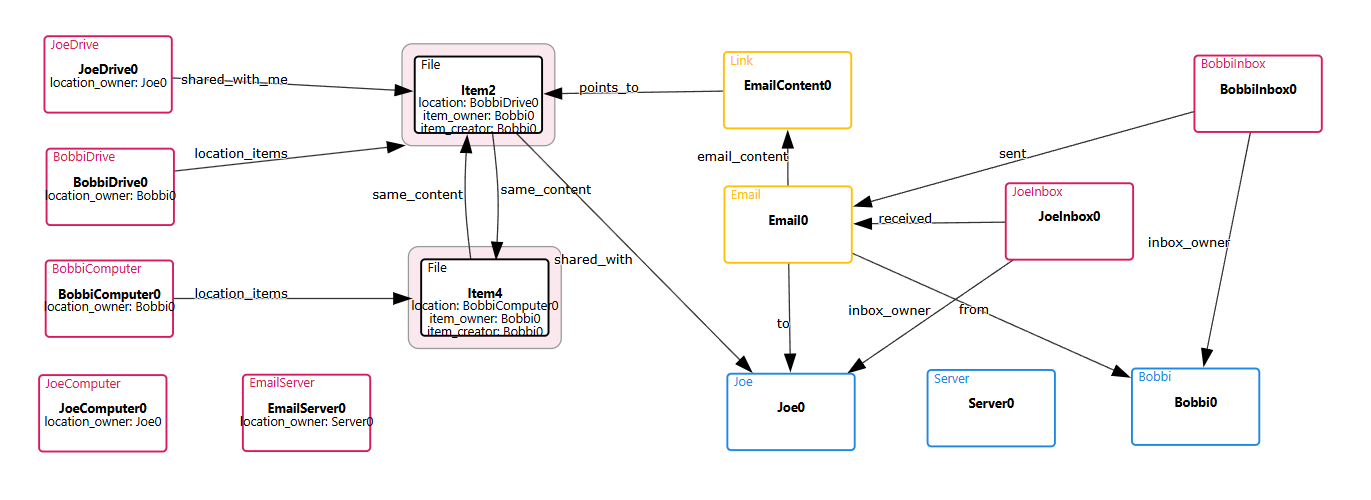 JoeDrive
JoeDrive0
location_owner: Joe0
shared_with_me
File
Item2
location: BobbiDrive0
item_owner: Bobbi0
item_creator: Bobbi0
points_to
Link
EmailContent0
BobbiInbox
BobbiInbox0
BobbiDrive
BobbiDrive0
location_owner: Bobbi0
location_items
same_content
same_content
email_content
sent
Email
Email0
received
JoeInbox
JoeInbox0
inbox_owner
BobbiComputer
BobbiComputer0
location_owner: Bobbi0
location_items
File
Item4
location: BobbiComputer0
item_owner: Bobbi0
item_creator: Bobbi0
shared_with
to
inbox_owner
from
JoeComputer
JoeComputer0
location_owner: Joe0
EmailServer
EmailServer0
location_owner: Server0
Joe
Joe0
Server
Server0
Bobbi
Bobbi0